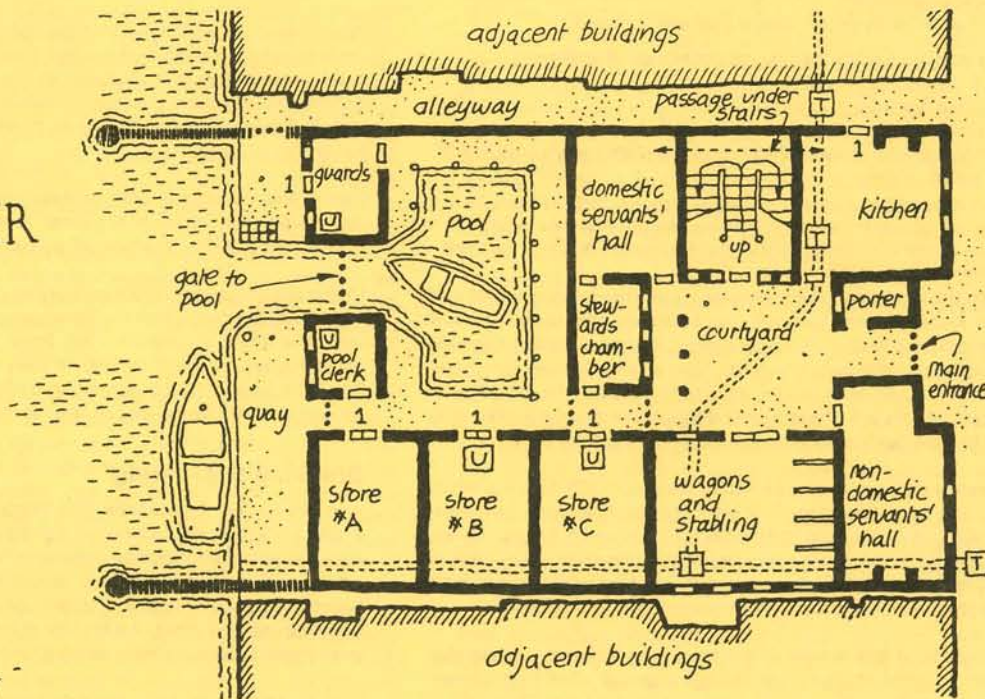 adjacent buildings
alleyway
passage under
stairs
T
1
R
1
guards
U
pool
domestic
servants'
hall
up
T
kitchen
gate to
pool
stew-
ards
cham-
ber
courtyard
porter
main
entrance
U
pool
clerk
quay
1
1
1
U
U
store
*A
store
*B
store
*C
wagons
and
stabling
non-
domestic
servants'
hall
T
T
adjacent buildings